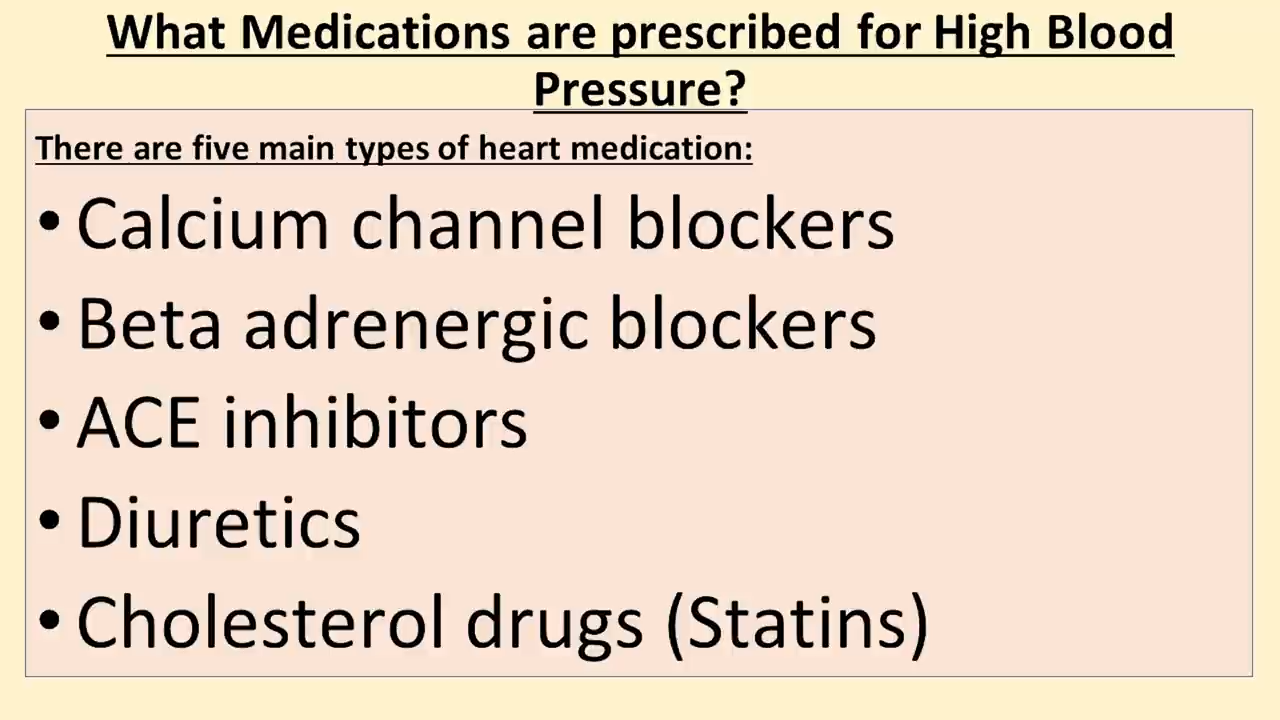 What Medications are prescribed for High Blood
Pressure?
There are five main types of heart medication:
• Calcium channel blockers
• Beta adrenergic blockers
• ACE inhibitors
• Diuretics
• Cholesterol drugs (Statins)